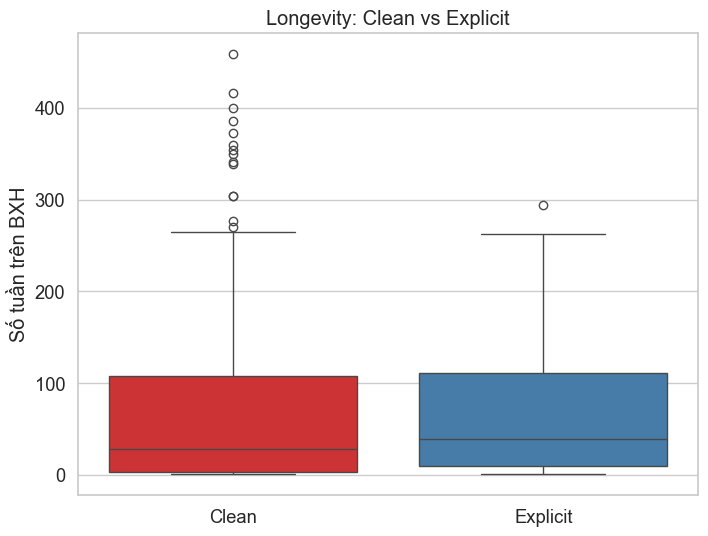 Longevity: Clean vs Explicit
Số tuần trên BXH
400
300
200
100
0
Clean
Explicit